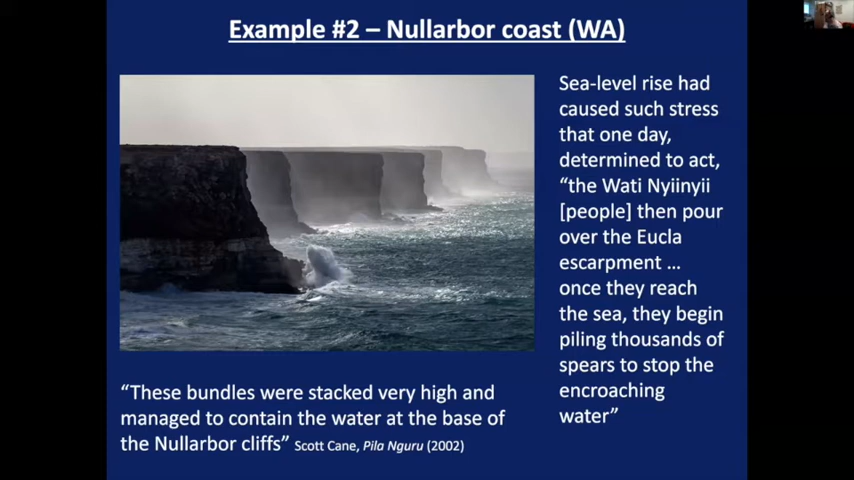 Example #2 – Nullarbor coast (WA)
Sea-level rise had
caused such stress
that one day,
determined to act,
“the Wati Nyiinyii
[people] then pour
over the Eucla
escarpment ...
once they reach
the sea, they begin
piling thousands of
spears to stop the
encroaching
water”
“These bundles were stacked very high and
managed to contain the water at the base of
the Nullarbor cliffs” Scott Cane, Pila Nguru (2002)